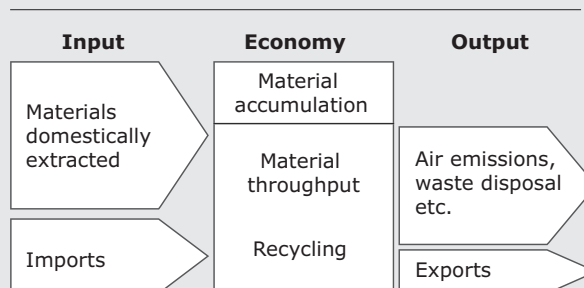 Input
Economy
Output
Materials
domestically
extracted
Imports
Material
accumulation
Material
throughput
Recycling
Air emissions,
waste disposal
etc.
Exports